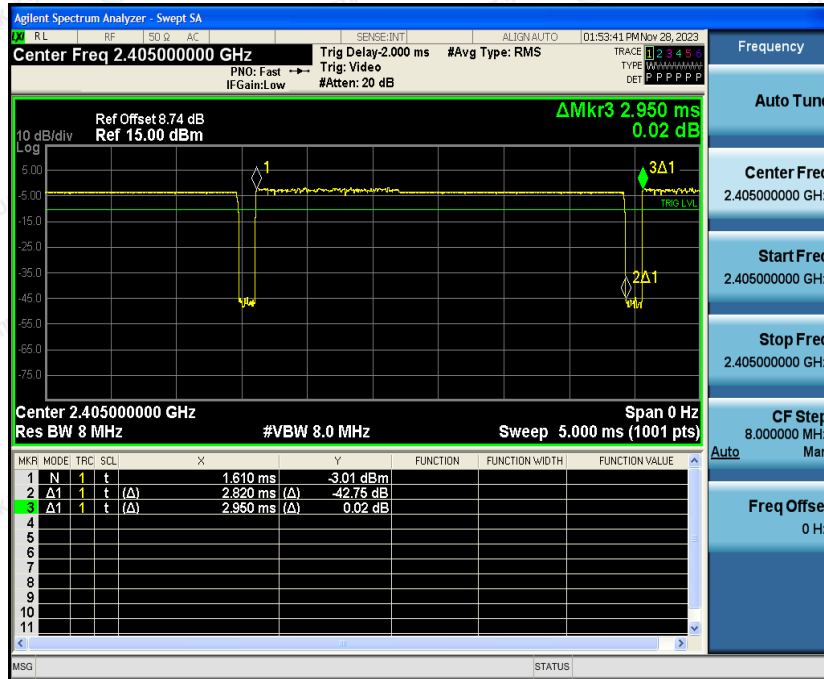 Agilent Spectrum Analyzer - Swept SA
LXI RL RF 50 Ω AC SENSE:INT ALIGN AUTO 01:53:41 PM Nov 28, 2023
Center Freq 2.405000000 GHz
PNO: Fast
IFGain:Low
Trig Delay-2.000 ms #Avg Type: RMS
Trig: Video
#Atten: 20 dB
TRACE 1 2 3 4 5 6
TYPE WWWWWW
DET P P P P P P
Ref Offset 8.74 dB
10 dB/div Ref 15.00 dBm
Log
ΔMkr3 2.950 ms
0.02 dB
5.00
-5.00
-15.0
-25.0
-35.0
-45.0
-55.0
-65.0
-75.0
1
3Δ1
TRIG LVL
2Δ1
Center 2.405000000 GHz Span 0 Hz
Res BW 8 MHz #VBW 8.0 MHz Sweep 5.000 ms (1001 pts)
MKR MODE TRC SCL X Y FUNCTION FUNCTION WIDTH FUNCTION VALUE
1 N 1 t 1.610 ms -3.01 dBm
2 Δ1 1 t (Δ) 2.820 ms (Δ) -42.75 dB
3 Δ1 1 t (Δ) 2.950 ms (Δ) 0.02 dB
4
5
6
7
8
9
10
11
MSG STATUS
Frequency
Auto Tune
Center Freq
2.405000000 GHz
Start Freq
2.405000000 GHz
Stop Freq
2.405000000 GHz
CF Step
8.000000 MHz
Auto Man
Freq Offset
0 Hz